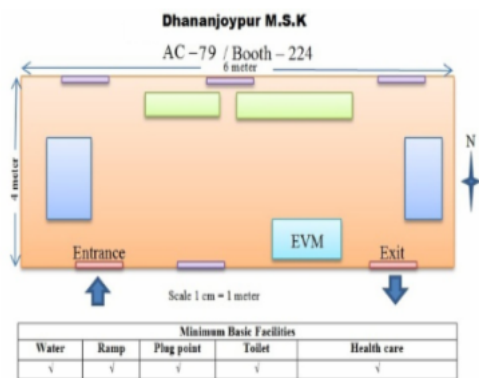 Dhananjoypur M.S.K
AC –79 / Booth – 224
6 meter
4 meter
N
EVM
Entrance
Exit
Scale 1 cm = 1 meter
Minimum Basic Facilities
Water Ramp Plug point Toilet Health care
√ √ √ √ √